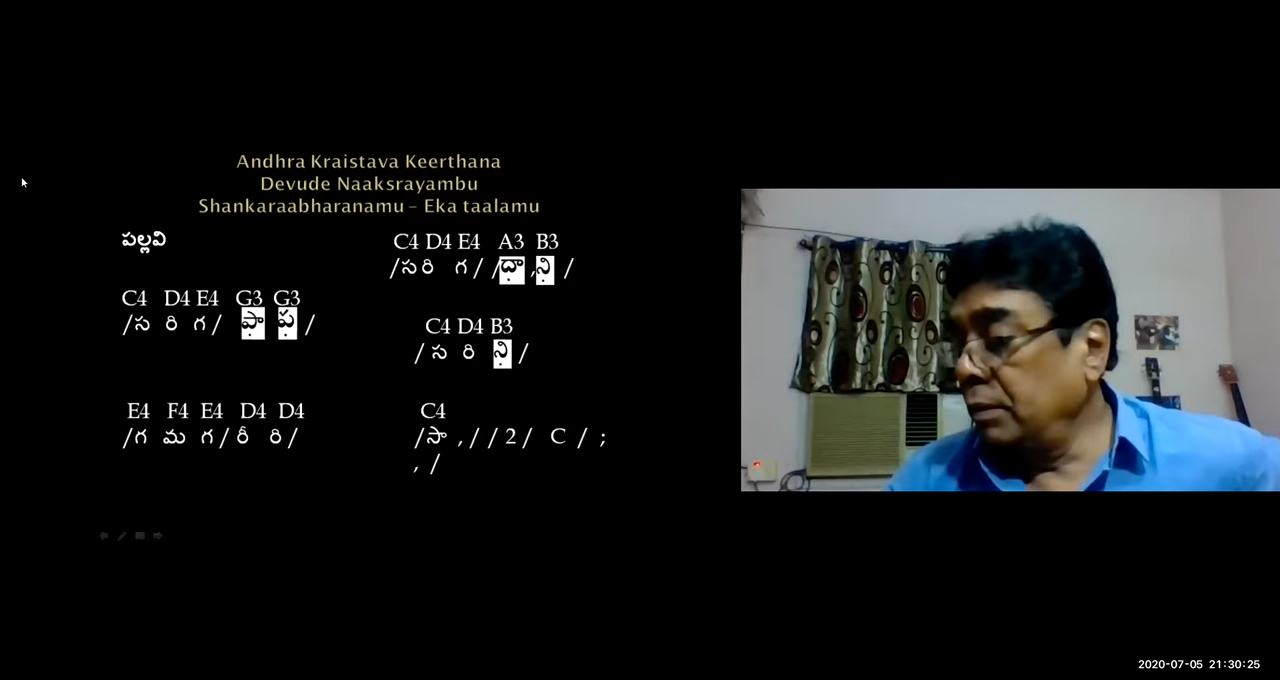 Andhra Kraistava Keerthana
Devude Naaksrayambu
Shankaraabharanamu – Eka taalamu
పల్లవి
C4 D4 E4 G3 G3
/స రి గ/ పా̣ ప̣ /
E4 F4 E4 D4 D4
/గ మ గ/రీ రి/
C4 D4 E4 A3 B3
/సరి గ/ /దా̣ ,ని̣ /
C4 D4 B3
/ స రి ని̣ /
C4
/సా , / / 2 / C / ;
, /
2020-07-05 21:30:25